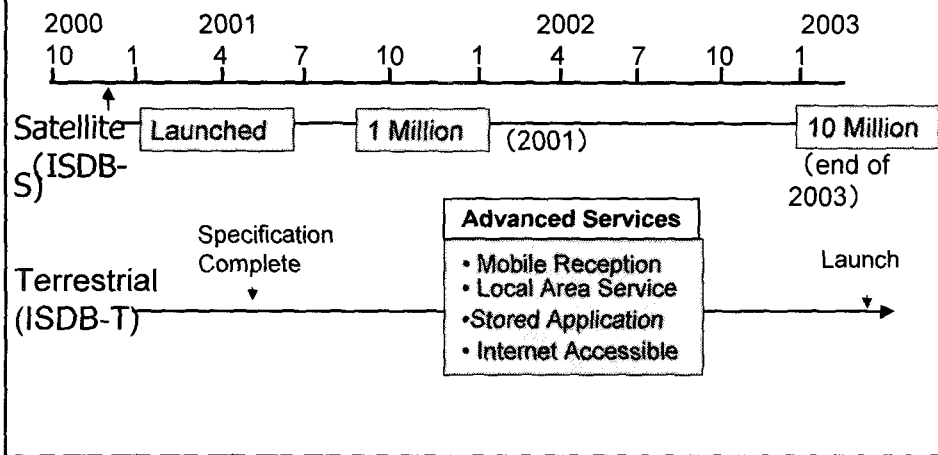 2000 2001 2002 2003
10 1 4 7 10 1 4 7 10 1
Satellite
(ISDB-
S)
Launched
1 Million
(2001)
10 Million
(end of
2003)
Specification
Complete
Advanced Services
• Mobile Reception
• Local Area Service
•Stored Application
• Internet Accessible
Launch
Terrestrial
(ISDB-T)